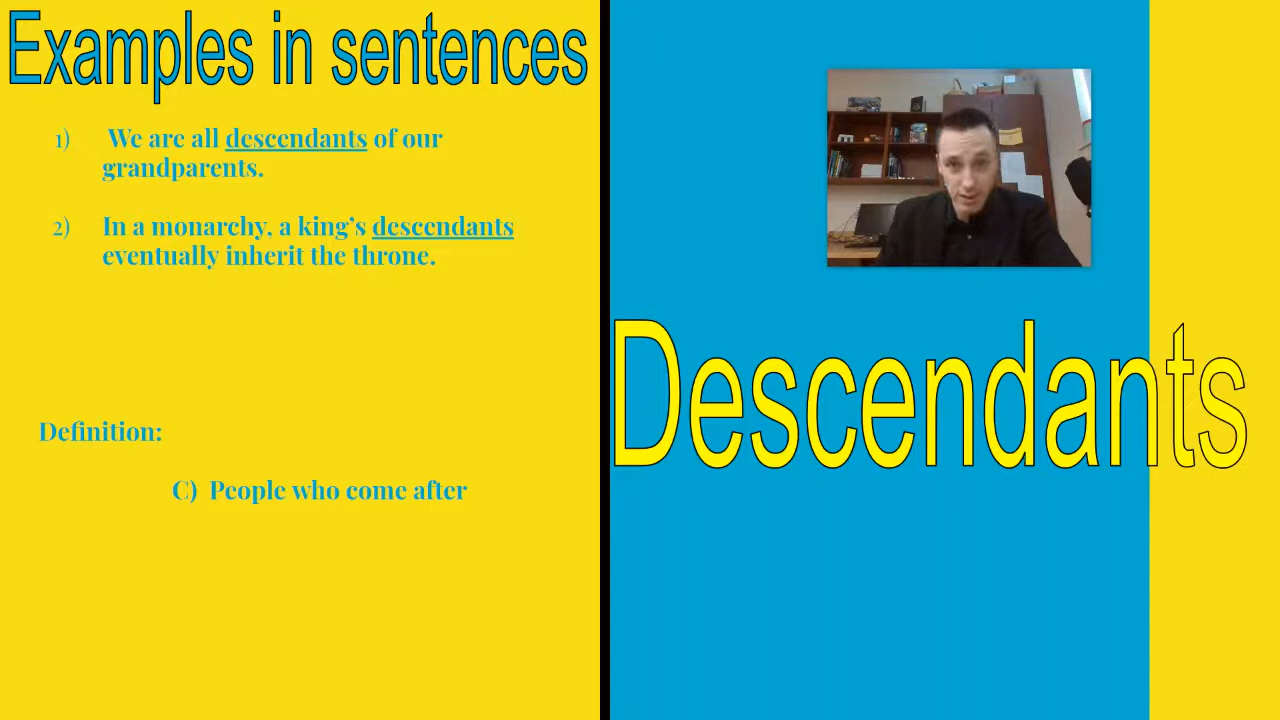 Examples in sentences
1) We are all descendants of our
grandparents.
2) In a monarchy, a king’s descendants
eventually inherit the throne.
Definition:
C) People who come after
Descendants